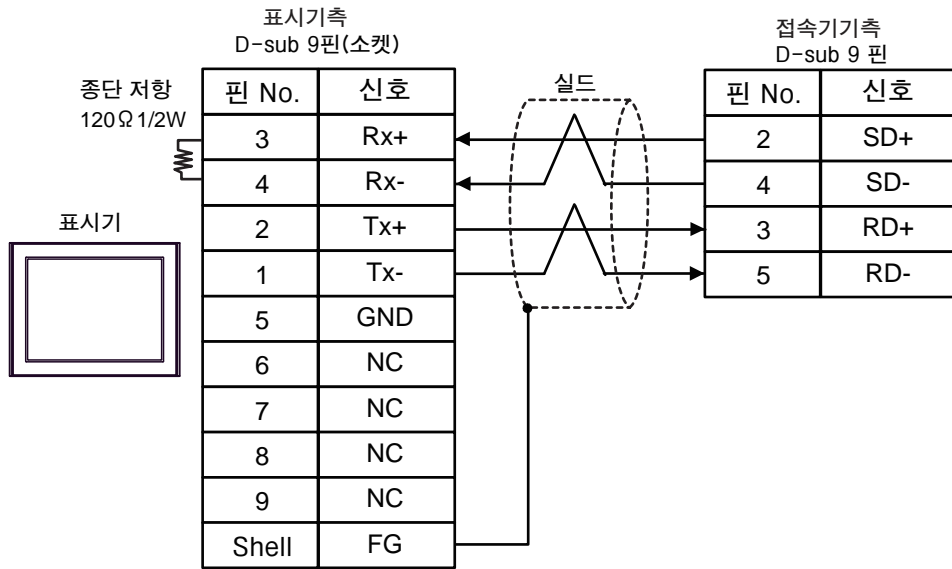 표시기측
D-sub 9핀(소켓)
접속기기측
D-sub 9 핀
종단 저항
120Ω 1/2W
표시기
실드
핀 No. 신호
3 Rx+
4 Rx-
2 Tx+
1 Tx-
5 GND
6 NC
7 NC
8 NC
9 NC
Shell FG
핀 No. 신호
2 SD+
4 SD-
3 RD+
5 RD-